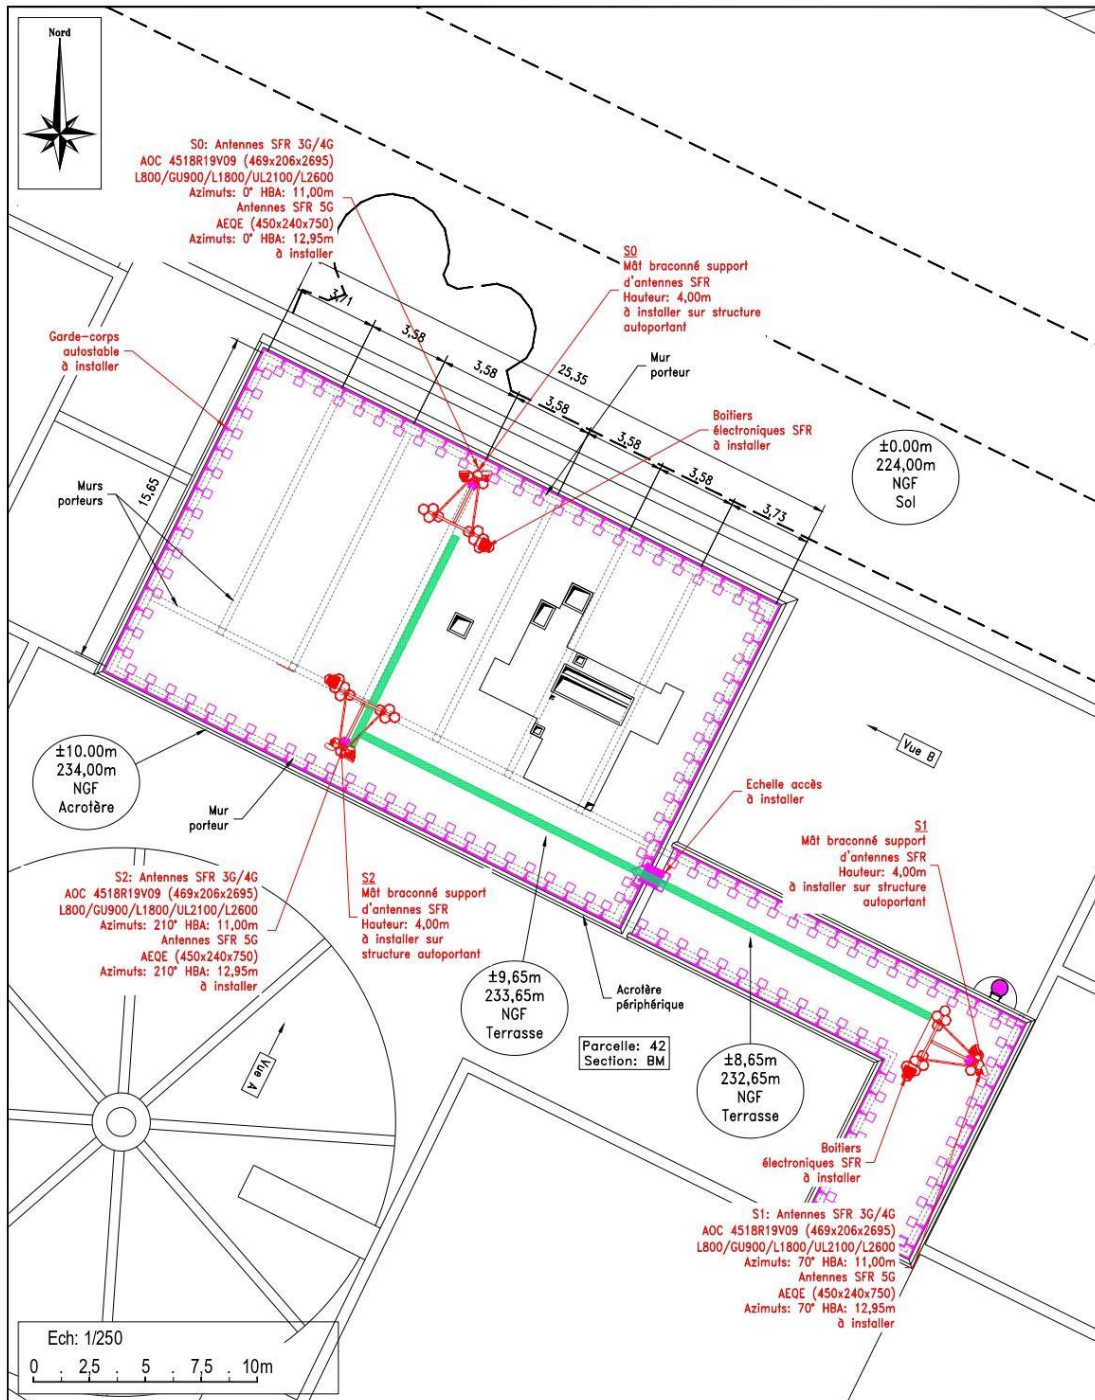 Nord
S0: Antennes SFR 3G/4G
AOC 4518R19V09 (469x206x2695)
L800/GU900/L1800/UL2100/L2600
Azimuts: 0° HBA: 11,00m
Antennes SFR 5G
AEQE (450x240x750)
Azimuts: 0° HBA: 12,95m
à installer
S0
Mât braconné support
d'antennes SFR
Hauteur: 4,00m
à installer sur structure
autoportant
Garde-corps
autostable
à installer
3,71
3,58
3,58
25,35
3,58
3,58
3,58
3,73
Mur
porteur
Boitiers
électroniques SFR
à installer
±0.00m
224,00m
NGF
Sol
15,65
Murs
porteurs
±10.00m
234,00m
NGF
Acrotère
Mur
porteur
Vue B
Echelle accès
à installer
S1
Mât braconné support
d'antennes SFR
Hauteur: 4,00m
à installer sur structure
autoportant
S2: Antennes SFR 3G/4G
AOC 4518R19V09 (469x206x2695)
L800/GU900/L1800/UL2100/L2600
Azimuts: 210° HBA: 11,00m
Antennes SFR 5G
AEQE (450x240x750)
Azimuts: 210° HBA: 12,95m
à installer
S2
Mât braconné support
d'antennes SFR
Hauteur: 4,00m
à installer sur
structure autoportant
±9,65m
233,65m
NGF
Terrasse
Acrotère
périphérique
Parcelle: 42
Section: BM
±8,65m
232,65m
NGF
Terrasse
Vue A
Boitiers
électroniques SFR
à installer
S1: Antennes SFR 3G/4G
AOC 4518R19V09 (469x206x2695)
L800/GU900/L1800/UL2100/L2600
Azimuts: 70° HBA: 11,00m
Antennes SFR 5G
AEQE (450x240x750)
Azimuts: 70° HBA: 12,95m
à installer
Ech: 1/250
0 . 2,5 . 5 . 7,5 . 10m